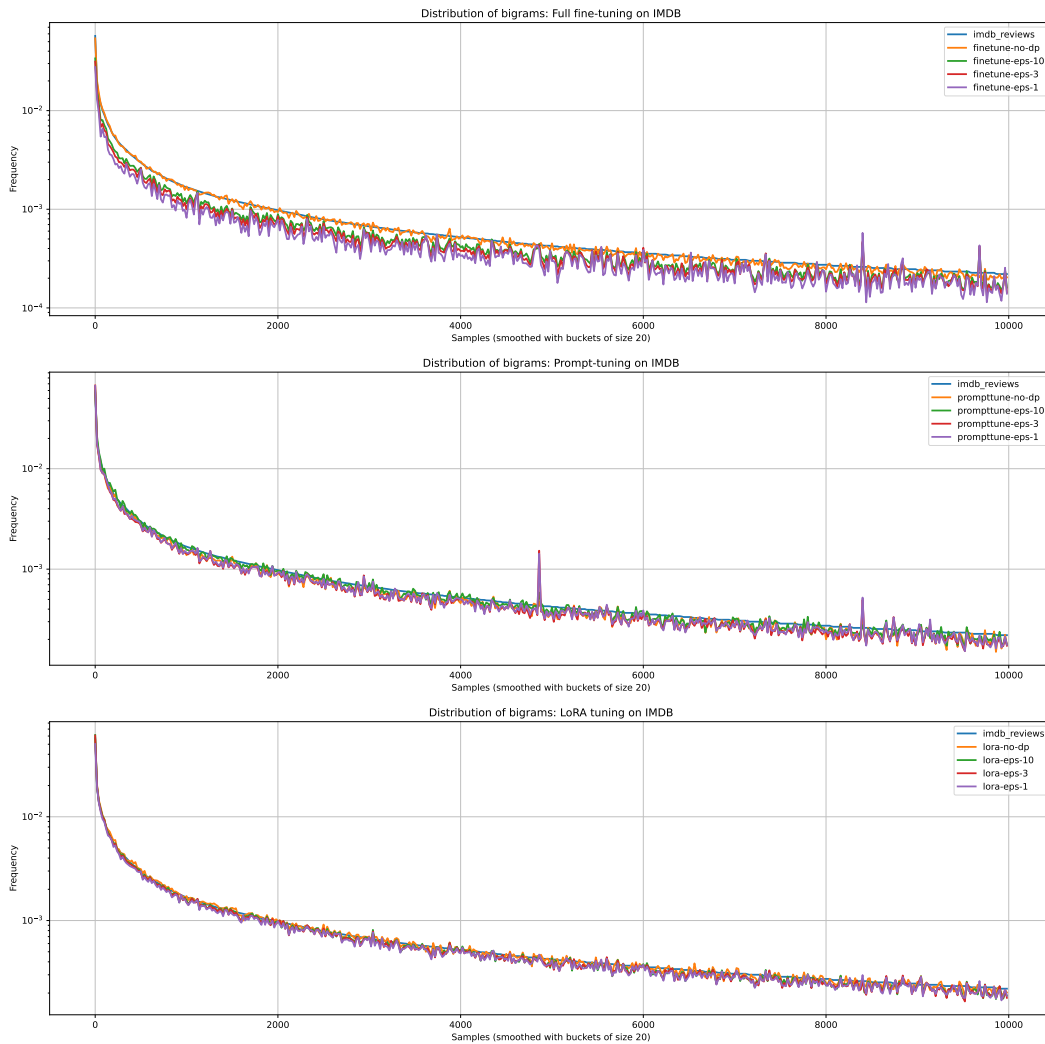 Distribution of bigrams: Full fine-tuning on IMDB
imdb_reviews
finetune-no-dp
finetune-eps-10
finetune-eps-3
finetune-eps-1
Frequency
10⁻²
10⁻³
10⁻⁴
0 2000 4000 6000 8000 10000
Samples (smoothed with buckets of size 20)
Distribution of bigrams: Prompt-tuning on IMDB
imdb_reviews
prompttune-no-dp
prompttune-eps-10
prompttune-eps-3
prompttune-eps-1
Frequency
10⁻²
10⁻³
0 2000 4000 6000 8000 10000
Samples (smoothed with buckets of size 20)
Distribution of bigrams: LoRA tuning on IMDB
imdb_reviews
lora-no-dp
lora-eps-10
lora-eps-3
lora-eps-1
Frequency
10⁻²
10⁻³
0 2000 4000 6000 8000 10000
Samples (smoothed with buckets of size 20)